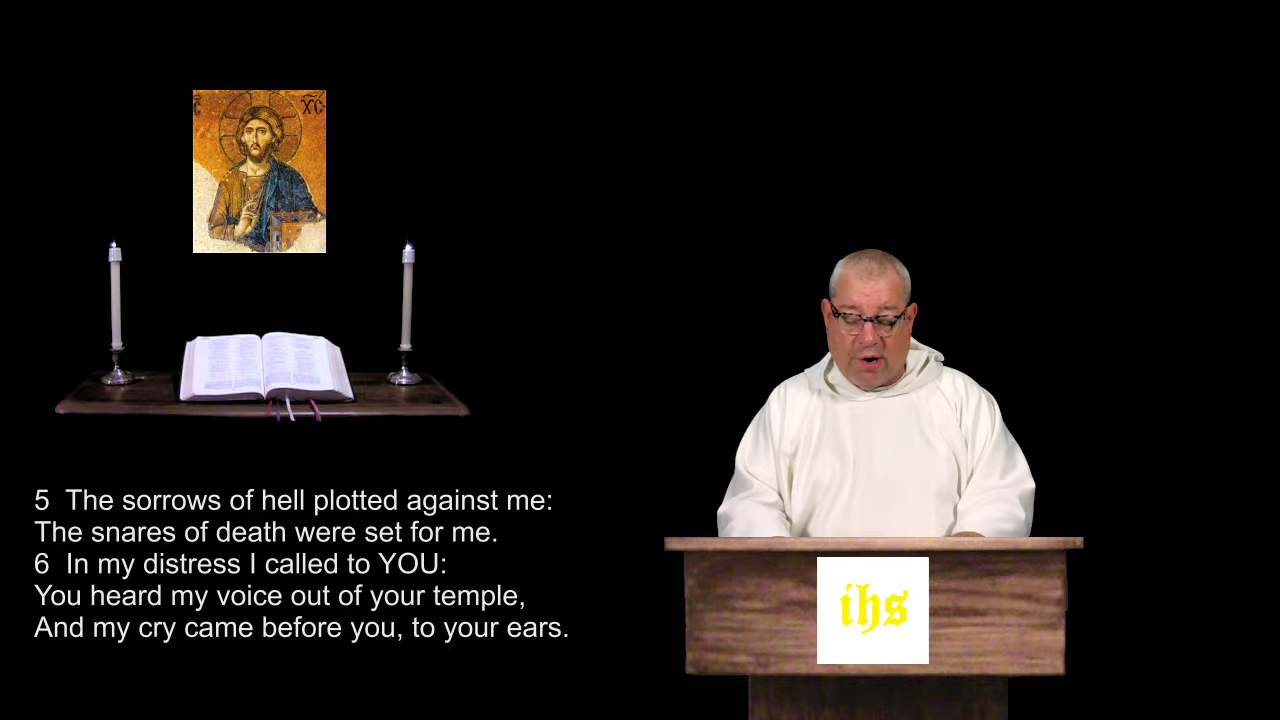 C XC
5 The sorrows of hell plotted against me:
The snares of death were set for me.
6 In my distress I called to YOU:
You heard my voice out of your temple,
And my cry came before you, to your ears.
ihs